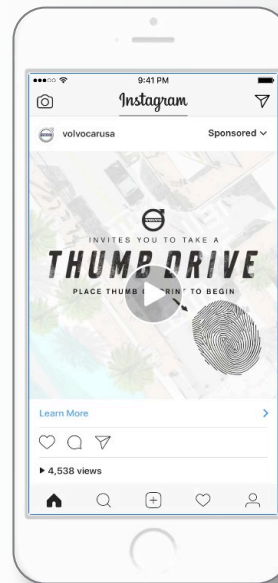 9:41 PM
Instagram
volvocarusa
Sponsored
INVITES YOU TO TAKE A
THUMB DRIVE
PLACE THUMB TO BEGIN
Learn More
4,538 views